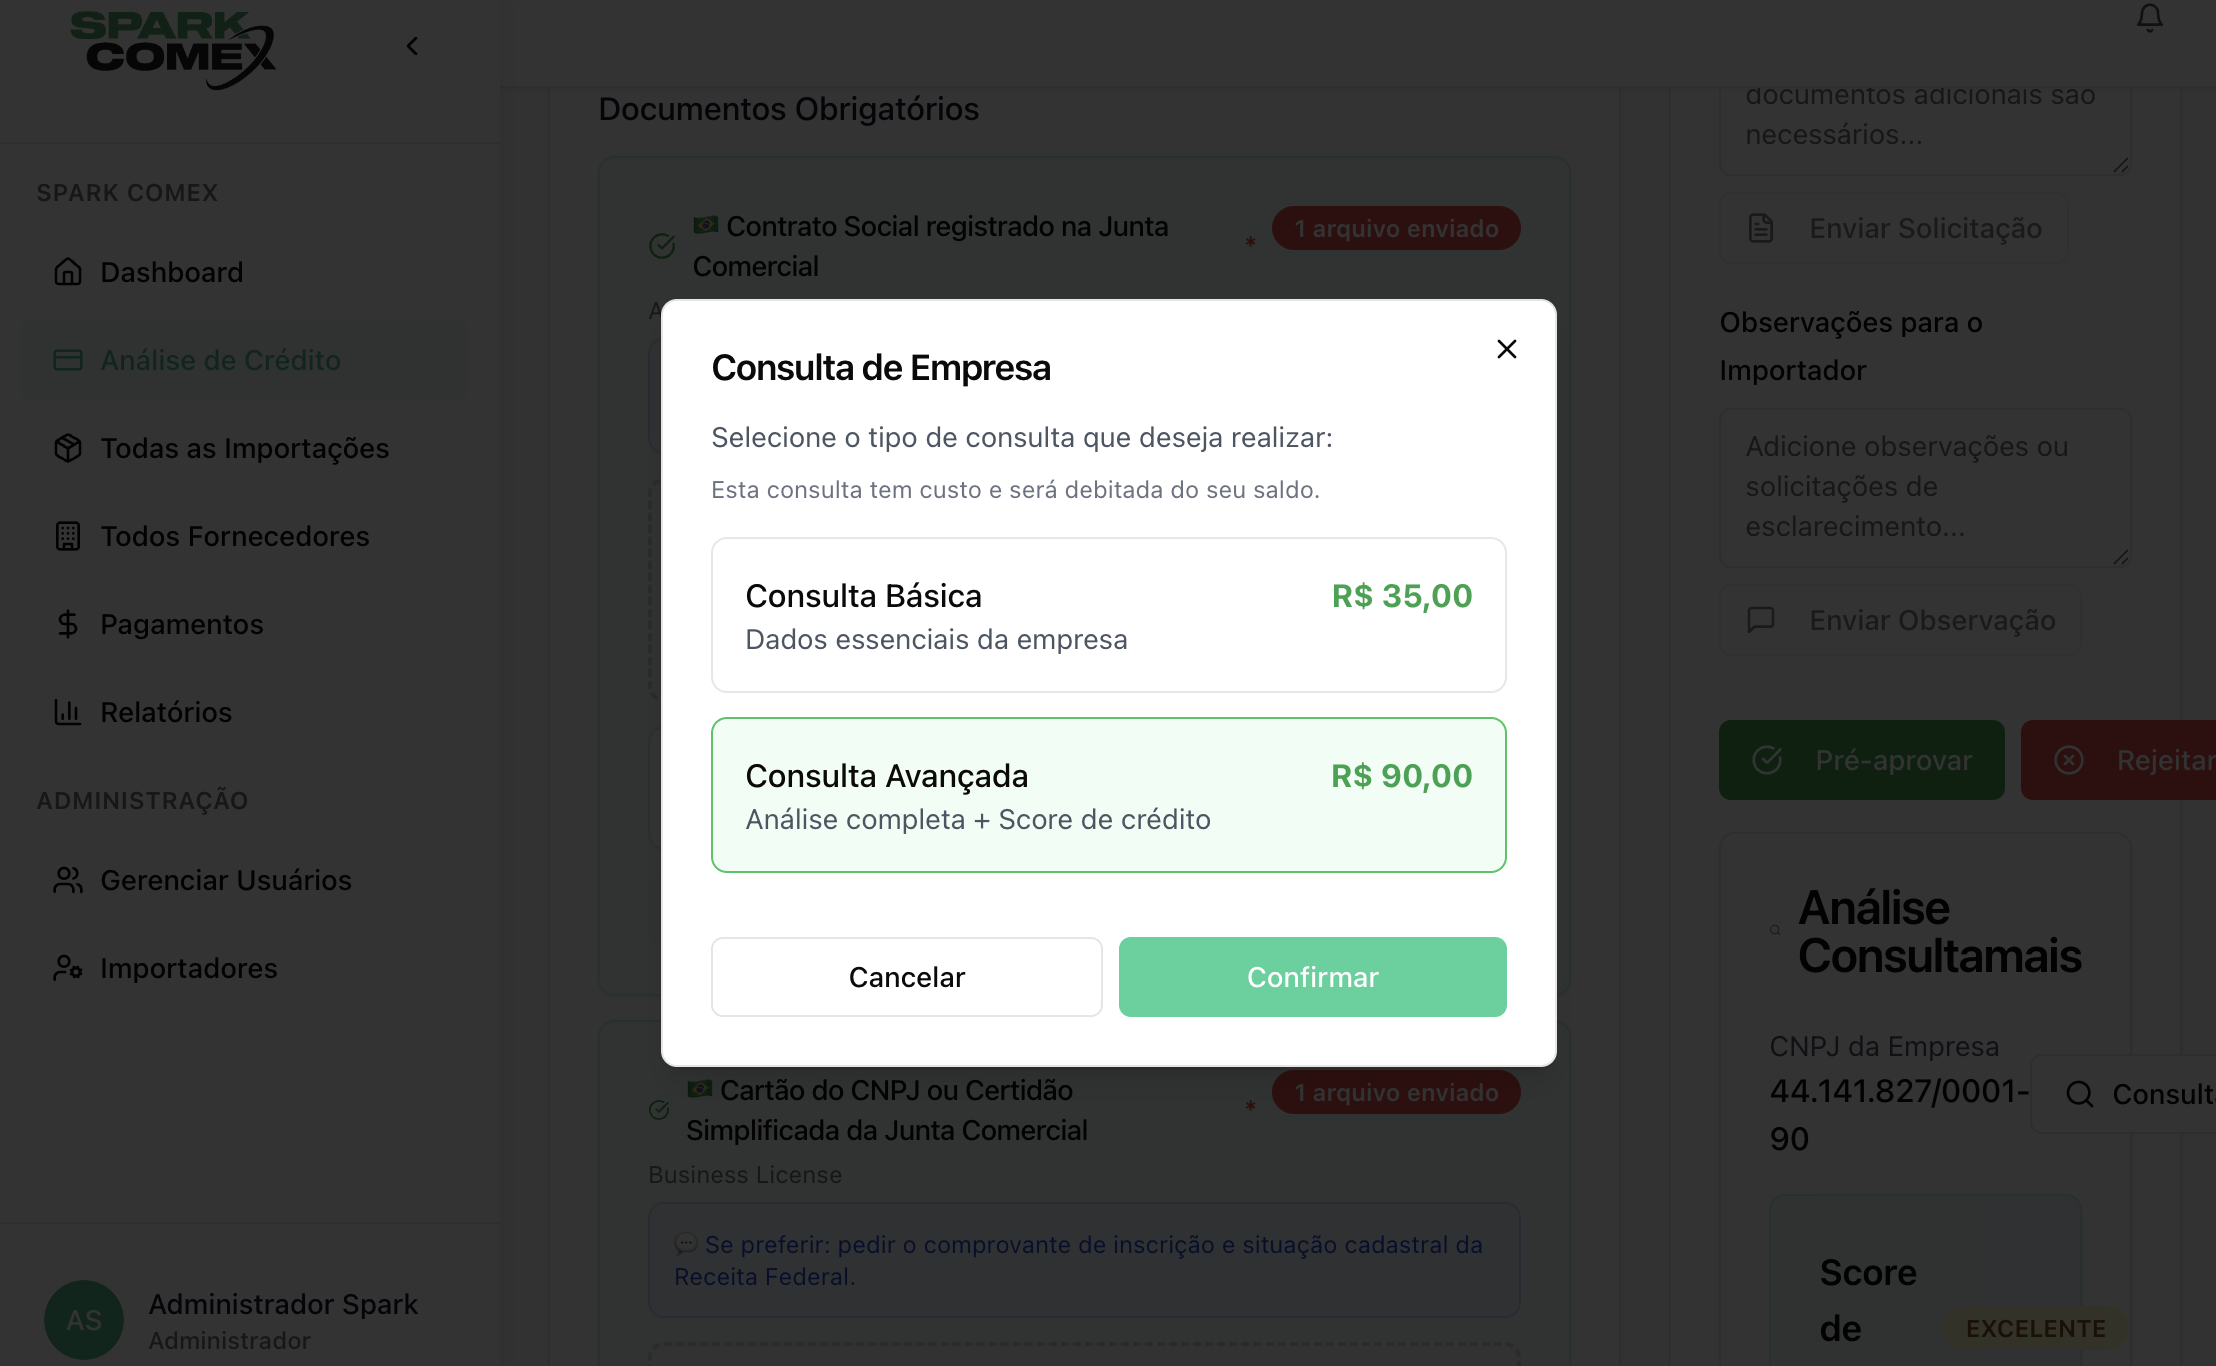 SPARK
COMEX
SPARK COMEX
Dashboard
Análise de Crédito
Todas as Importações
Todos Fornecedores
Pagamentos
Relatórios
ADMINISTRAÇÃO
Gerenciar Usuários
Importadores
AS
Administrador Spark
Administrador
Documentos Obrigatórios
Contrato Social registrado na Junta
Comercial
*
1 arquivo enviado
A
Consulta de Empresa
Selecione o tipo de consulta que deseja realizar:
Esta consulta tem custo e será debitada do seu saldo.
Consulta Básica
R$ 35,00
Dados essenciais da empresa
Consulta Avançada
R$ 90,00
Análise completa + Score de crédito
Cancelar
Confirmar
Cartão do CNPJ ou Certidão
Simplificada da Junta Comercial
*
1 arquivo enviado
Business License
Se preferir: pedir o comprovante de inscrição e situação cadastral da
Receita Federal.
documentos adicionais são
necessários...
Enviar Solicitação
Observações para o
Importador
Adicione observações ou
solicitações de
esclarecimento...
Enviar Observação
Pré-aprovar
Rejeitar
Análise
Consultamais
CNPJ da Empresa
44.141.827/0001-
90
Consult
Score
de
EXCELENTE